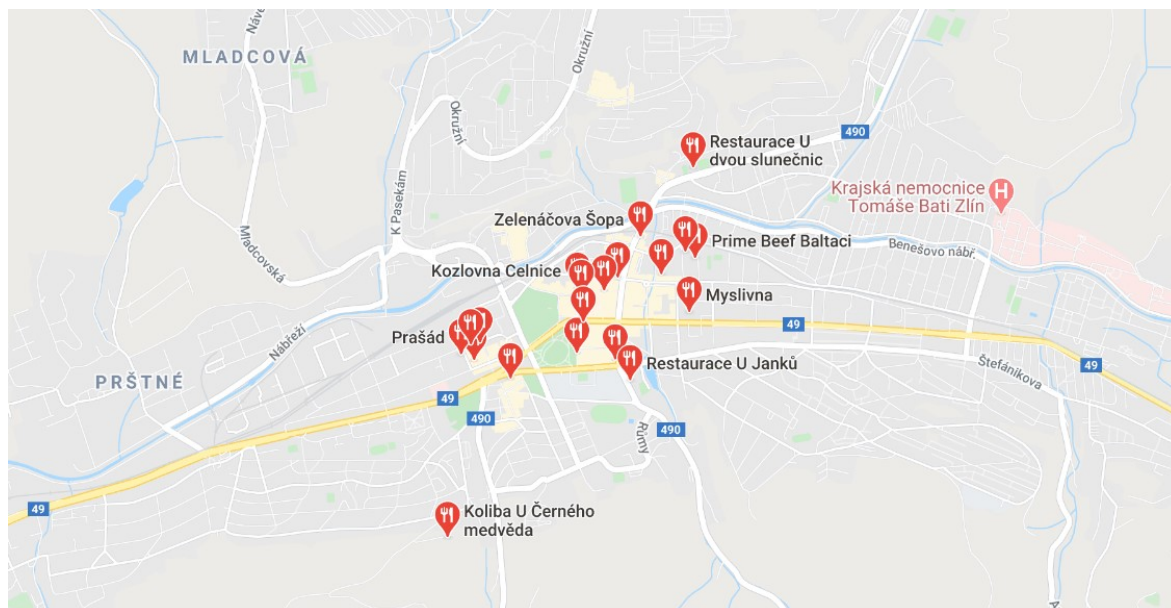 MLADCOVÁ
Náve
Okružní
Okružní
490
Restaurace U
dvou slunečnic
Krajská nemocnice
Tomáše Bati Zlín
H
K Pasekám
Zelenáčova Šopa
Prime Beef Baltaci
Benešovo nábř.
Mladcovská
Kozlovna Celnice
Myslivna
49
Nábřeží
Prašád
Restaurace U Janků
Štefánikova
PRŠTNÉ
49
49
490
Růmy
490
49
Koliba U Černého
medvěda
A